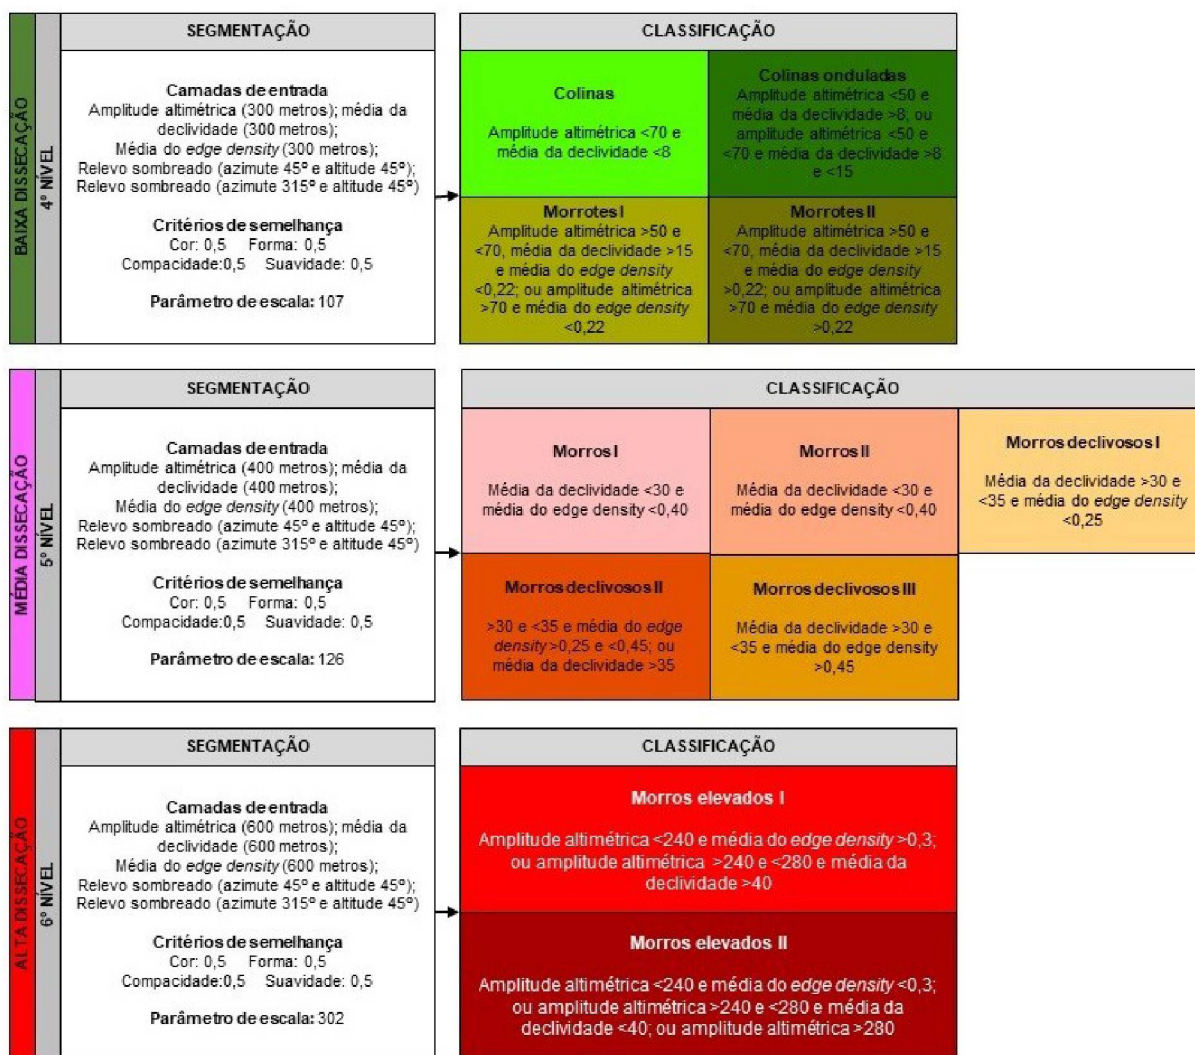 BAIXA DISSECAÇÃO
4º NÍVEL
SEGMENTAÇÃO
Camadas de entrada
Amplitude altimétrica (300 metros); média da
declividade (300 metros);
Média do edge density (300 metros);
Relevo sombreado (azimute 45º e altitude 45º);
Relevo sombreado (azimute 315º e altitude 45º)
Critérios de semelhança
Cor: 0,5 Forma: 0,5
Compacidade:0,5 Suavidade: 0,5
Parâmetro de escala: 107
CLASSIFICAÇÃO
Colinas
Amplitude altimétrica <70 e
média da declividade <8
Colinas onduladas
Amplitude altimétrica <50 e
média da declividade >8; ou
amplitude altimétrica <50 e
<70 e média da declividade >8
e <15
Morrotes I
Amplitude altimétrica >50 e
<70, média da declividade >15
e média do edge density
<0,22; ou amplitude altimétrica
>70 e média do edge density
<0,22
Morrotes II
Amplitude altimétrica >50 e
<70, média da declividade >15
e média do edge density
>0,22; ou amplitude altimétrica
>70 e média do edge density
>0,22
MÉDIA DISSECAÇÃO
5º NÍVEL
SEGMENTAÇÃO
Camadas de entrada
Amplitude altimétrica (400 metros); média da
declividade (400 metros);
Média do edge density (400 metros);
Relevo sombreado (azimute 45º e altitude 45º);
Relevo sombreado (azimute 315º e altitude 45º)
Critérios de semelhança
Cor: 0,5 Forma: 0,5
Compacidade:0,5 Suavidade: 0,5
Parâmetro de escala: 126
CLASSIFICAÇÃO
Morros I
Média da declividade <30 e
média do edge density <0,40
Morros II
Média da declividade <30 e
média do edge density <0,40
Morros declivosos I
Média da declividade >30 e
<35 e média do edge density
<0,25
Morros declivosos II
>30 e <35 e média do edge
density >0,25 e <0,45; ou
média da declividade >35
Morros declivosos III
Média da declividade >30 e
<35 e média do edge density
>0,45
ALTA DISSECAÇÃO
6º NÍVEL
SEGMENTAÇÃO
Camadas de entrada
Amplitude altimétrica (600 metros); média da
declividade (600 metros);
Média do edge density (600 metros);
Relevo sombreado (azimute 45º e altitude 45º);
Relevo sombreado (azimute 315º e altitude 45º)
Critérios de semelhança
Cor: 0,5 Forma: 0,5
Compacidade:0,5 Suavidade: 0,5
Parâmetro de escala: 302
CLASSIFICAÇÃO
Morros elevados I
Amplitude altimétrica <240 e média do edge density >0,3;
ou amplitude altimétrica >240 e <280 e média da
declividade >40
Morros elevados II
Amplitude altimétrica <240 e média do edge density <0,3;
ou amplitude altimétrica >240 e <280 e média da
declividade <40; ou amplitude altimétrica >280